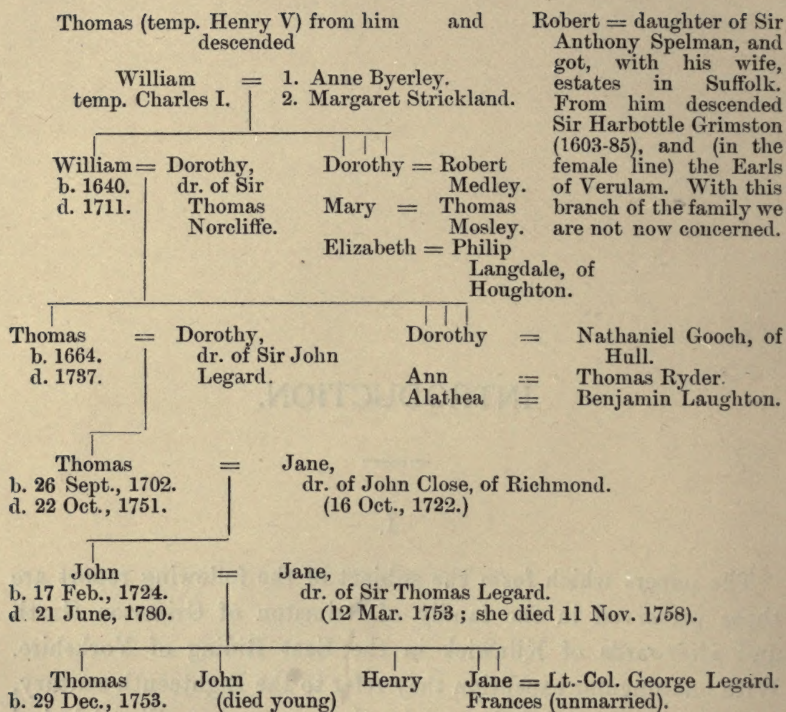 Thomas (temp. Henry V) from him and Robert = daughter of Sir
descended Anthony Spelman, and
got, with his wife,
William = 1. Anne Byerley. estates in Suffolk.
temp. Charles I. 2. Margaret Strickland. From him descended
Sir Harbottle Grimston
(1603-85), and (in the
William = Dorothy, Dorothy = Robert female line) the Earls
b. 1640. dr. of Sir Medley. of Verulam. With this
d. 1711. Thomas Mary = Thomas branch of the family we
Norcliffe. Mosley. are not now concerned.
Elizabeth = Philip
Langdale, of
Houghton.
Thomas = Dorothy, Dorothy = Nathaniel Gooch, of
b. 1664. dr. of Sir John Hull.
d. 1737. Legard. Ann = Thomas Ryder.
Alathea = Benjamin Laughton.
Thomas = Jane,
b. 26 Sept., 1702. dr. of John Close, of Richmond.
d. 22 Oct., 1751. (16 Oct., 1722.)
John = Jane,
b. 17 Feb., 1724. dr. of Sir Thomas Legard.
d. 21 June, 1780. (12 Mar. 1753 ; she died 11 Nov. 1758).
Thomas John Henry Jane = Lt.-Col. George Legard.
b. 29 Dec., 1753. (died young) Frances (unmarried).